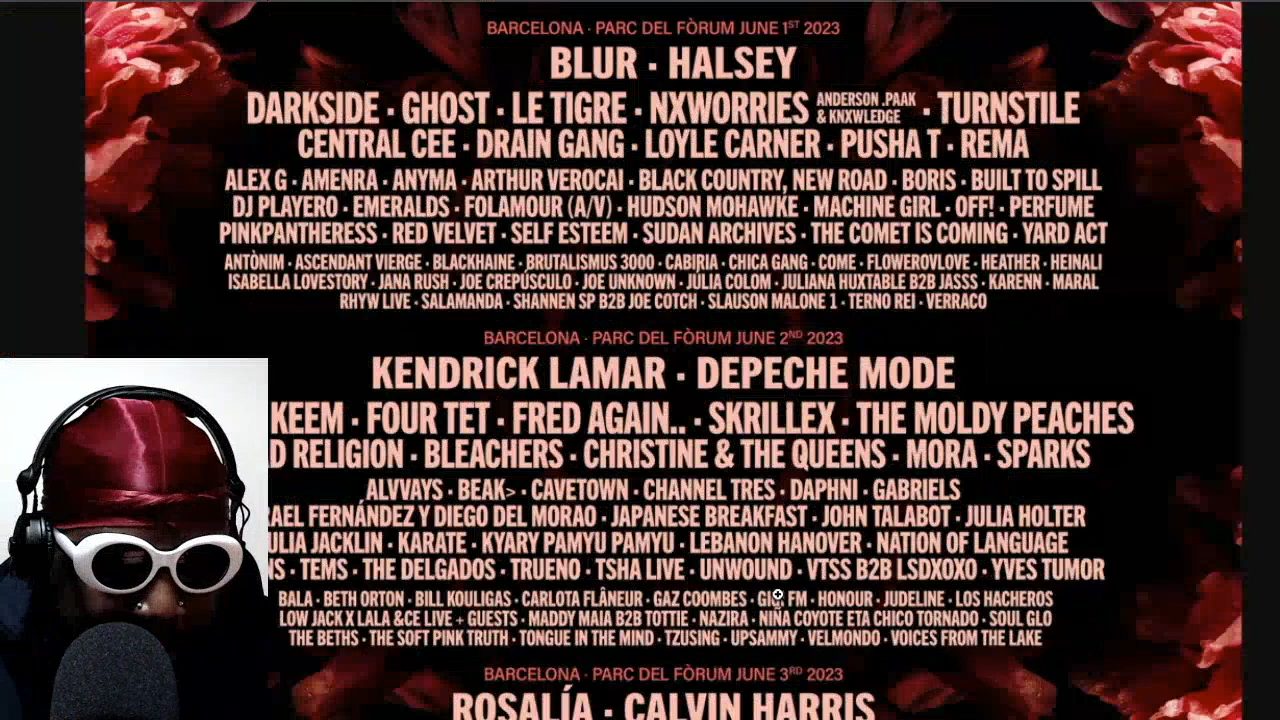 BARCELONA · PARC DEL FÒRUM JUNE 1ST 2023
BLUR · HALSEY
DARKSIDE · GHOST · LE TIGRE · NXWORRIES ANDERSON .PAAK & KNXWLEDGE · TURNSTILE
CENTRAL CEE · DRAIN GANG · LOYLE CARNER · PUSHA T · REMA
ALEX G · AMENRA · ANYMA · ARTHUR VEROCAI · BLACK COUNTRY, NEW ROAD · BORIS · BUILT TO SPILL
DJ PLAYERO · EMERALDS · FOLAMOUR (A/V) · HUDSON MOHAWKE · MACHINE GIRL · OFF! · PERFUME
PINKPANTHERESS · RED VELVET · SELF ESTEEM · SUDAN ARCHIVES · THE COMET IS COMING · YARD ACT
ANTÒNIM · ASCENDANT VIERGE · BLACKHAINE · BRUTALISMUS 3000 · CABIRIA · CHICA GANG · COME · FLOWEROVLOVE · HEATHER · HEINALI
ISABELLA LOVESTORY · JANA RUSH · JOE CREPÚSCULO · JOE UNKNOWN · JÚLIA COLOM · JULIANA HUXTABLE B2B JASSS · KARENN · MARAL
RHYW LIVE · SALAMANDA · SHANNEN SP B2B JOE COTCH · SLAUSON MALONE 1 · TERNO REI · VERRACO
BARCELONA · PARC DEL FÒRUM JUNE 2ND 2023
KENDRICK LAMAR · DEPECHE MODE
KEEM · FOUR TET · FRED AGAIN.. · SKRILLEX · THE MOLDY PEACHES
D RELIGION · BLEACHERS · CHRISTINE & THE QUEENS · MORA · SPARKS
ALVVAYS · BEAK> · CAVETOWN · CHANNEL TRES · DAPHNI · GABRIELS
AEL FERNÁNDEZ Y DIEGO DEL MORAO · JAPANESE BREAKFAST · JOHN TALABOT · JULIA HOLTER
ULIA JACKLIN · KARATE · KYARY PAMYU PAMYU · LEBANON HANOVER · NATION OF LANGUAGE
NS · TEMS · THE DELGADOS · TRUENO · TSHA LIVE · UNWOUND · VTSS B2B LSDXOXO · YVES TUMOR
BALA · BETH ORTON · BILL KOULIGAS · CARLOTA FLÂNEUR · GAZ COOMBES · GIGI FM · HONOUR · JUDELINE · LOS HACHEROS
LOW JACK X LALA &CE LIVE + GUESTS · MADDY MAIA B2B TOTTIE · NAZIRA · NIÑA COYOTE ETA CHICO TORNADO · SOUL GLO
THE BETHS · THE SOFT PINK TRUTH · TONGUE IN THE MIND · TZUSING · UPSAMMY · VELMONDO · VOICES FROM THE LAKE
BARCELONA · PARC DEL FÒRUM JUNE 3RD 2023
ROSALÍA · CALVIN HARRIS